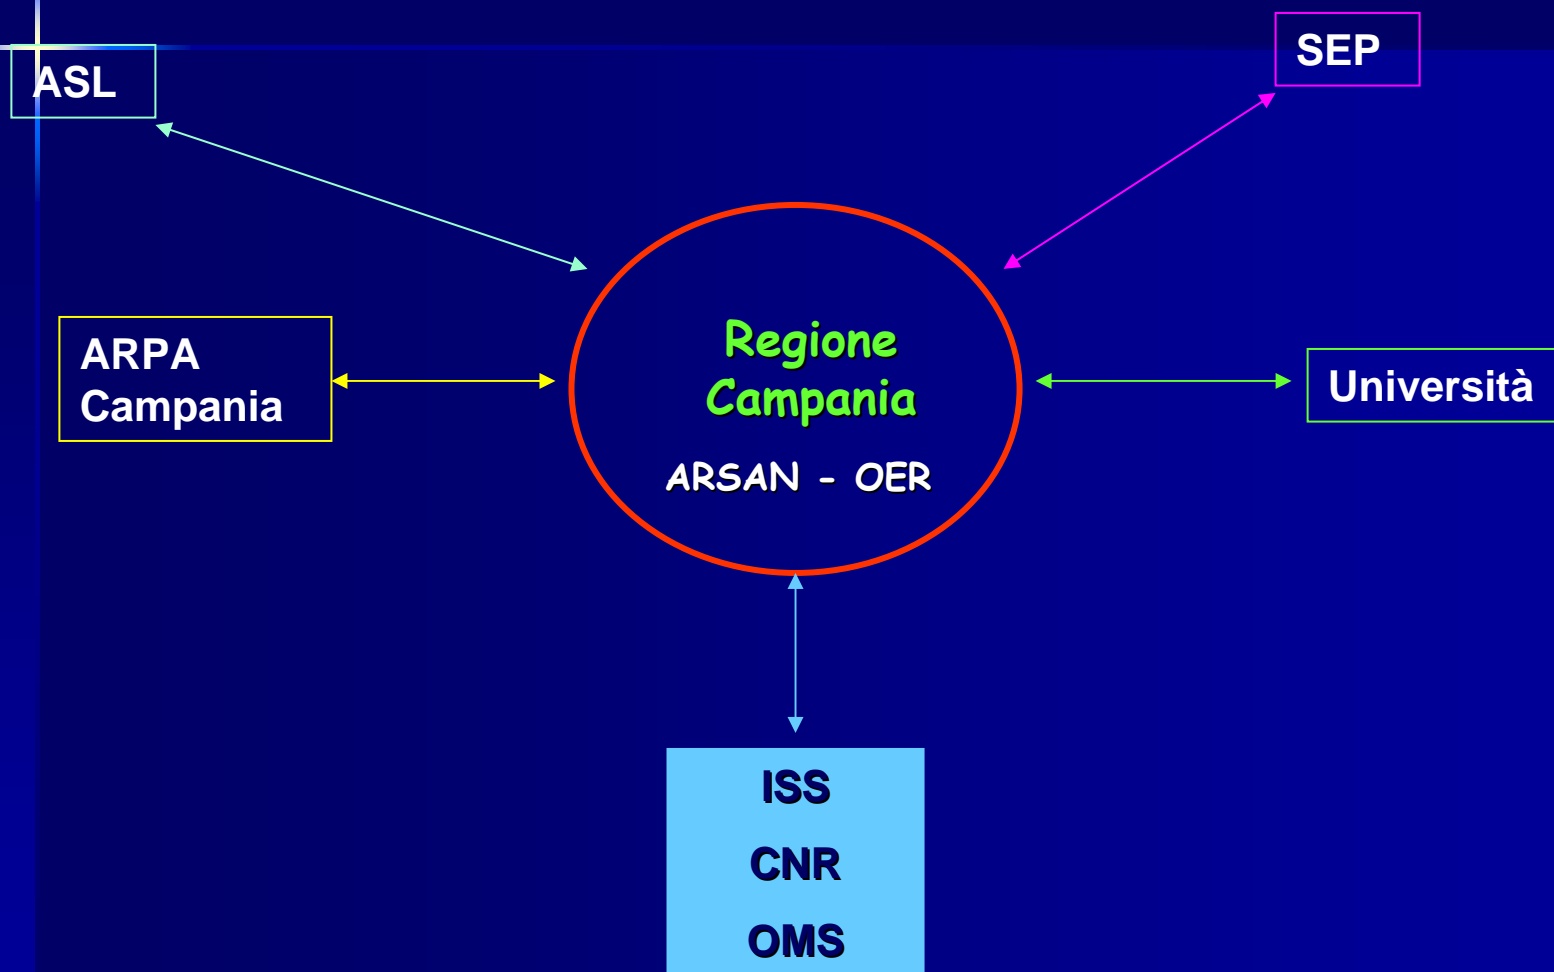 SEP
ASL
Regione
Campania
ARSAN - OER
ARPA
Campania
Università
ISS
CNR
OMS